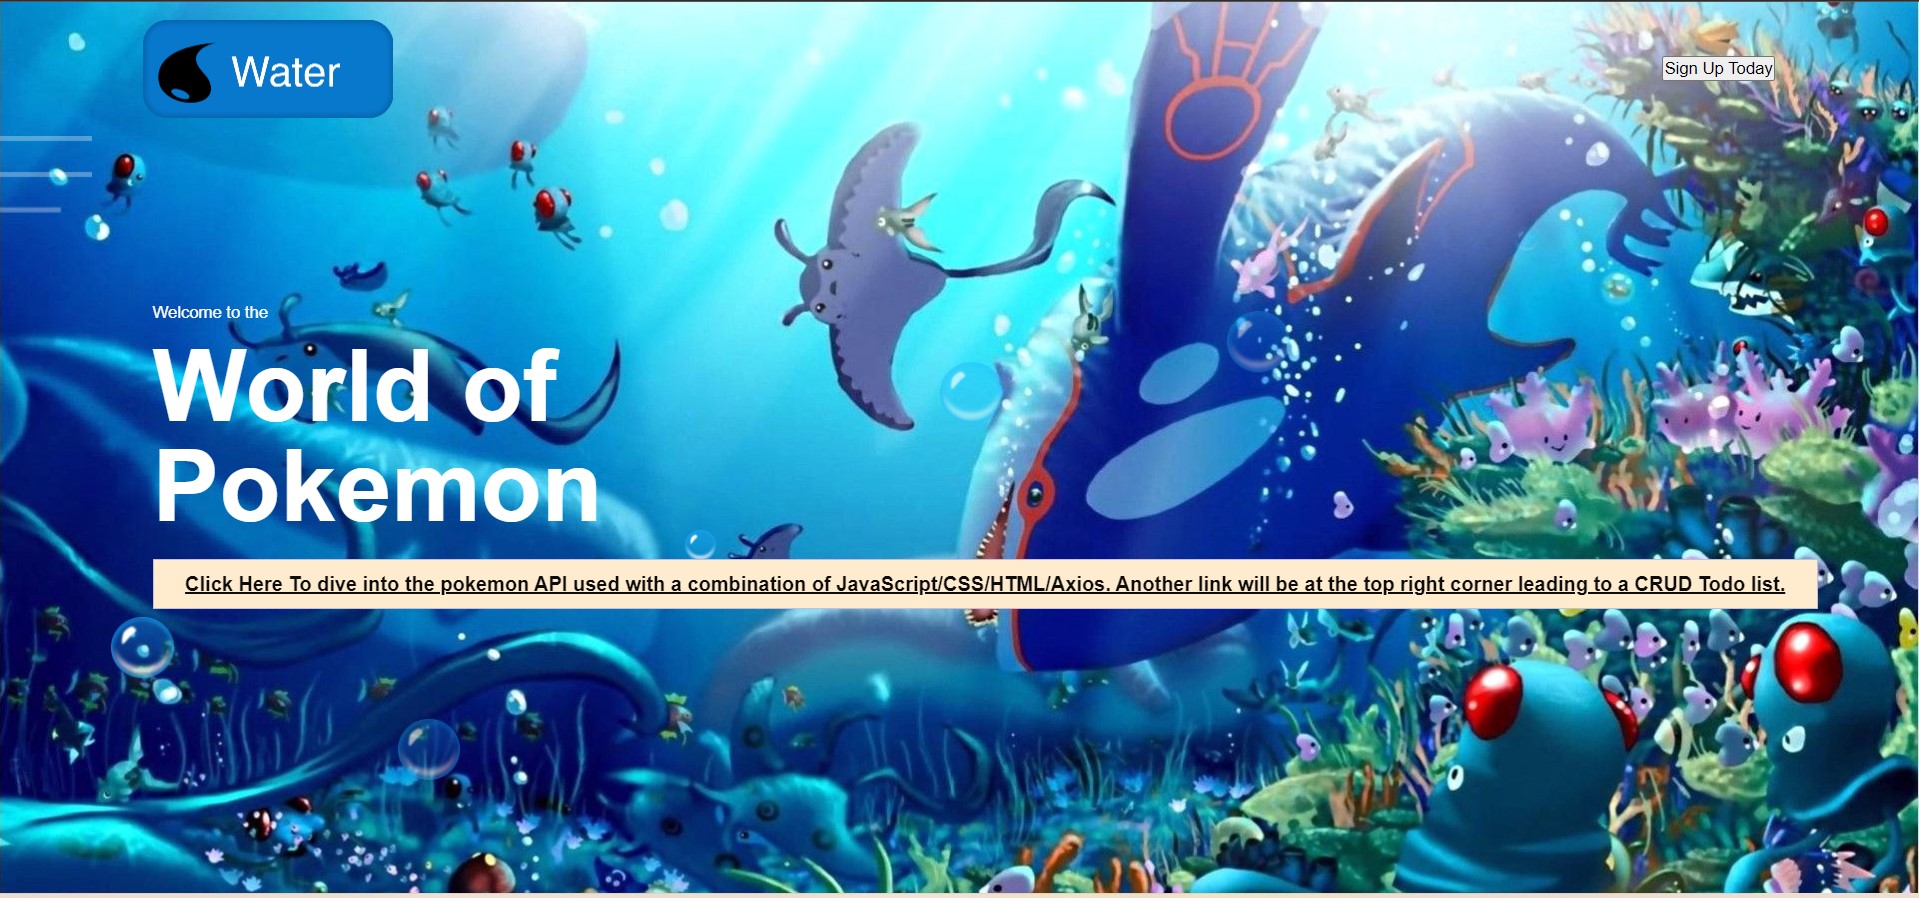 Water
Sign Up Today
Welcome to the
World of
Pokemon
Click Here To dive into the pokemon API used with a combination of JavaScript/CSS/HTML/Axios. Another link will be at the top right corner leading to a CRUD Todo list.